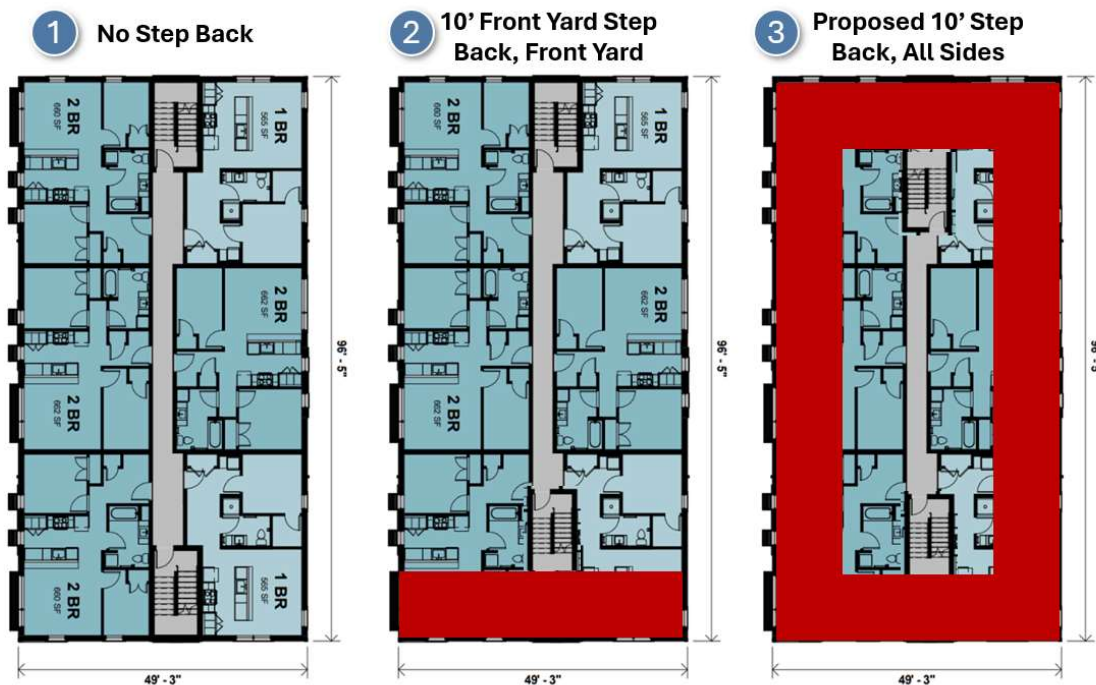 1
No Step Back
2
10’ Front Yard Step
Back, Front Yard
3
Proposed 10’ Step
Back, All Sides
2 BR
660 SF
1 BR
565 SF
2 BR
662 SF
2 BR
662 SF
2 BR
660 SF
1 BR
565 SF
96' - 5"
49' - 3"
2 BR
660 SF
1 BR
565 SF
2 BR
662 SF
2 BR
662 SF
96' - 5"
49' - 3"
49' - 3"